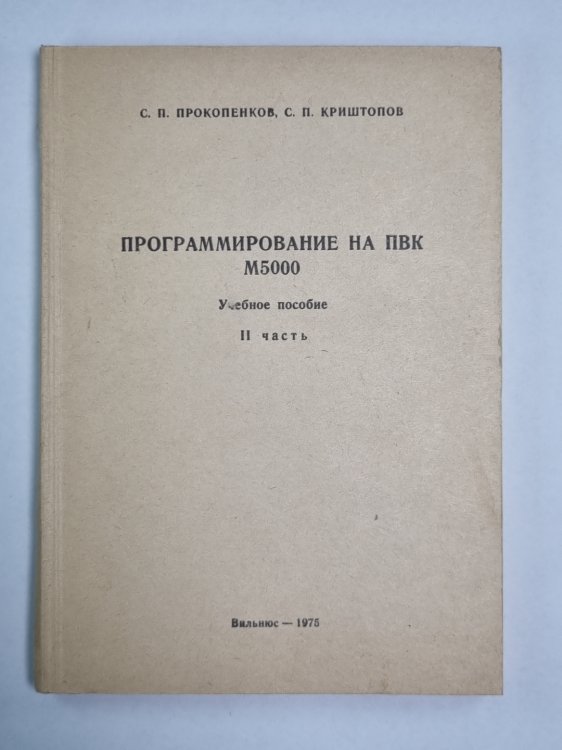 С. П. ПРОКОПЕНКОВ, С. П. КРИШТОПОВ
ПРОГРАММИРОВАНИЕ НА ПВК
М5000
Учебное пособие
II часть
Вильнюс — 1975